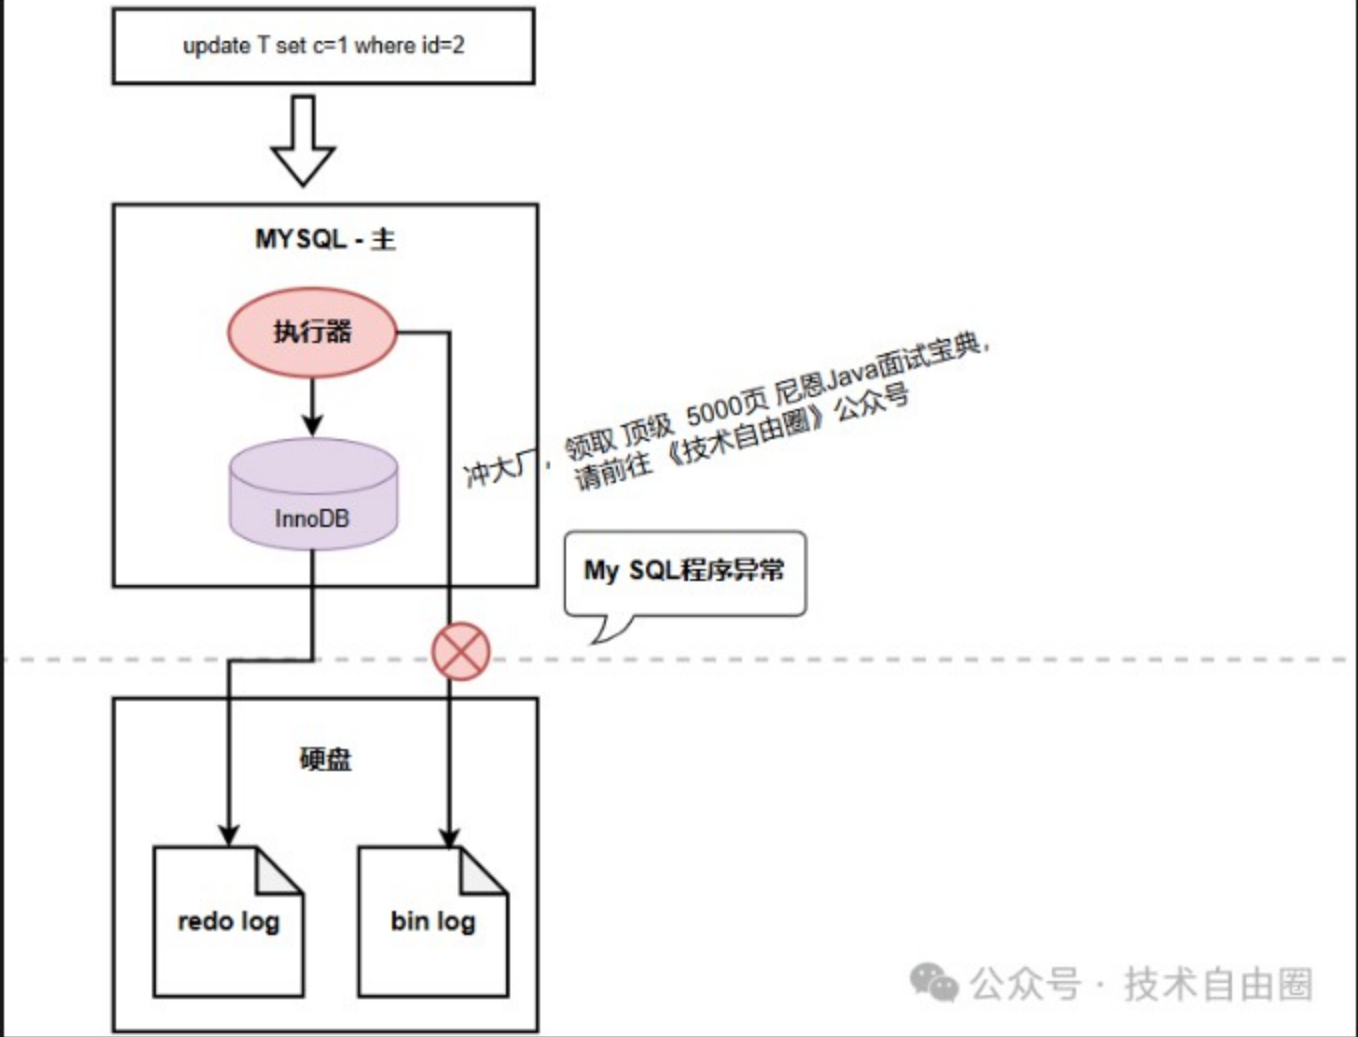 update T set c=1 where id=2
MYSQL - 主
执行器
冲大厂，领取 顶级 5000页 尼恩Java面试宝典，
请前往《技术自由圈》公众号
InnoDB
My SQL程序异常
硬盘
redo log
bin log
公众号 · 技术自由圈